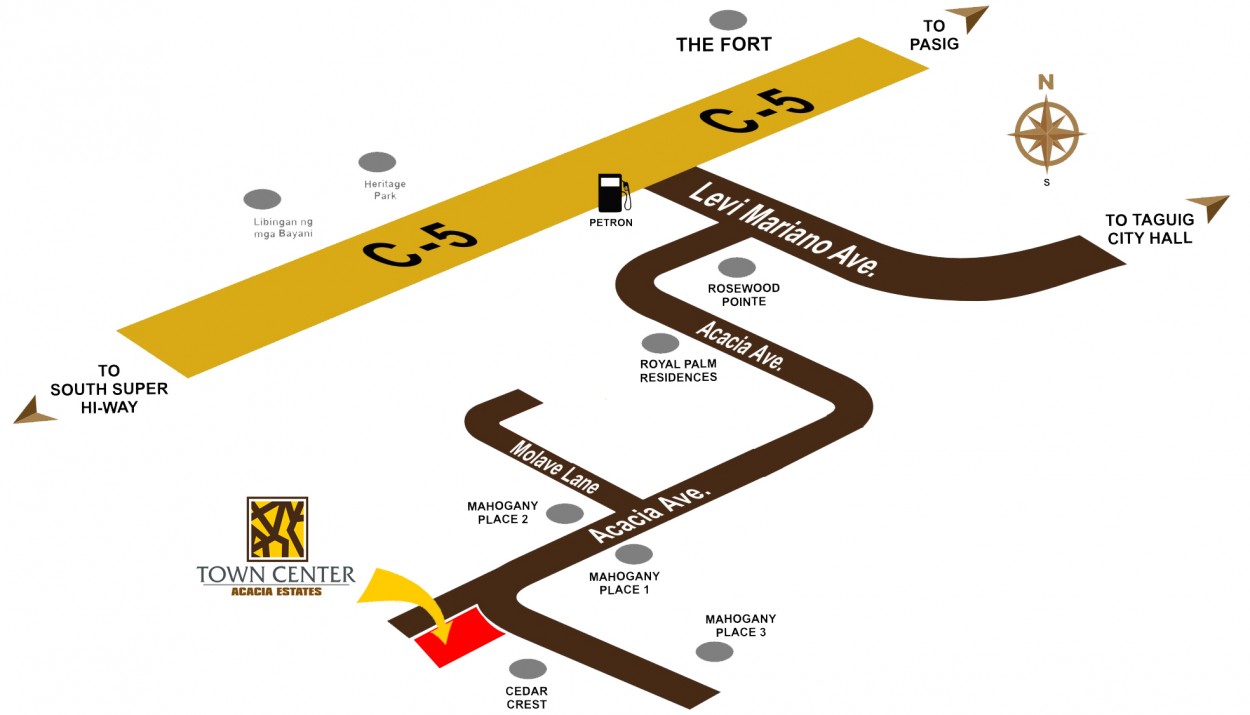 THE FORT
TO
PASIG
C-5
N
S
Heritage
Park
Libingan ng
mga Bayani
PETRON
Levi Mariano Ave.
TO TAGUIG
CITY HALL
C-5
ROSEWOOD
POINTE
Acacia Ave.
ROYAL PALM
RESIDENCES
TO
SOUTH SUPER
HI-WAY
Molave Lane
MAHOGANY
PLACE 2
Acacia Ave.
TOWN CENTER
ACACIA ESTATES
MAHOGANY
PLACE 1
MAHOGANY
PLACE 3
CEDAR
CREST